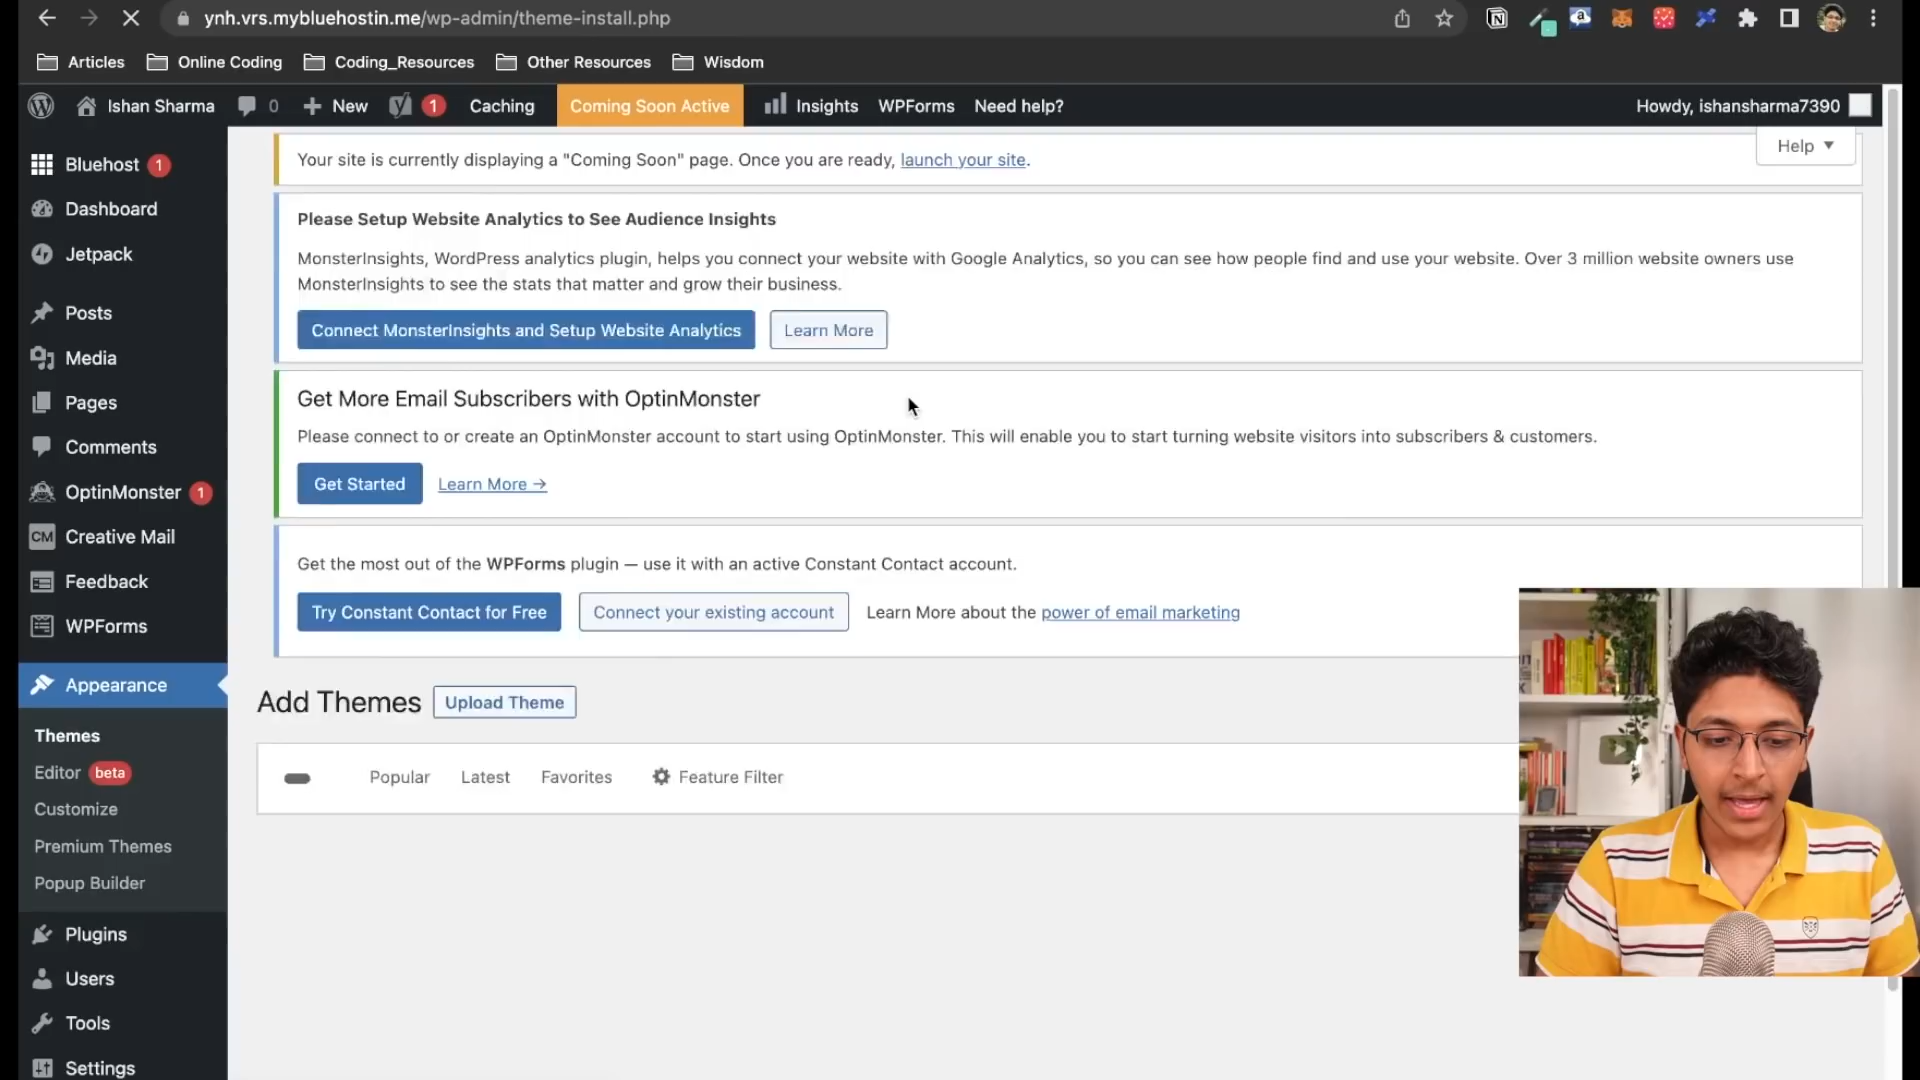 ynh.vrs.mybluehostin.me/wp-admin/theme-install.php
Articles Online Coding Coding_Resources Other Resources Wisdom
Ishan Sharma 0 New 1 Caching Coming Soon Active Insights WPForms Need help? Howdy, ishansharma7390
Help
Your site is currently displaying a "Coming Soon" page. Once you are ready, launch your site.
Please Setup Website Analytics to See Audience Insights
MonsterInsights, WordPress analytics plugin, helps you connect your website with Google Analytics, so you can see how people find and use your website. Over 3 million website owners use
MonsterInsights to see the stats that matter and grow their business.
Connect MonsterInsights and Setup Website Analytics Learn More
Get More Email Subscribers with OptinMonster
Please connect to or create an OptinMonster account to start using OptinMonster. This will enable you to start turning website visitors into subscribers & customers.
Get Started Learn More →
Get the most out of the WPForms plugin — use it with an active Constant Contact account.
Try Constant Contact for Free Connect your existing account Learn More about the power of email marketing
Add Themes Upload Theme
Popular Latest Favorites Feature Filter
Bluehost 1
Dashboard
Jetpack
Posts
Media
Pages
Comments
OptinMonster 1
CM Creative Mail
Feedback
WPForms
Appearance
Themes
Editor beta
Customize
Premium Themes
Popup Builder
Plugins
Users
Tools
Settings